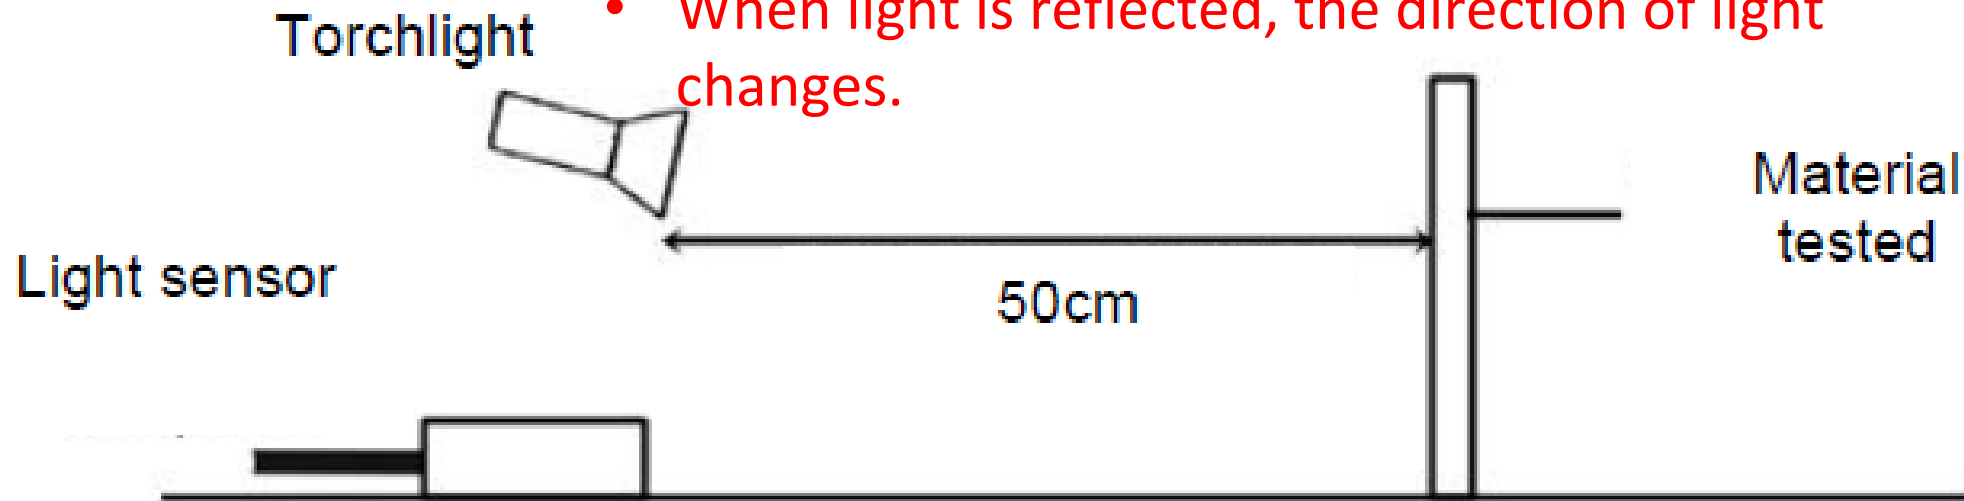 • When light is reflected, the direction of light
changes.
Torchlight
Light sensor
50cm
Material
tested